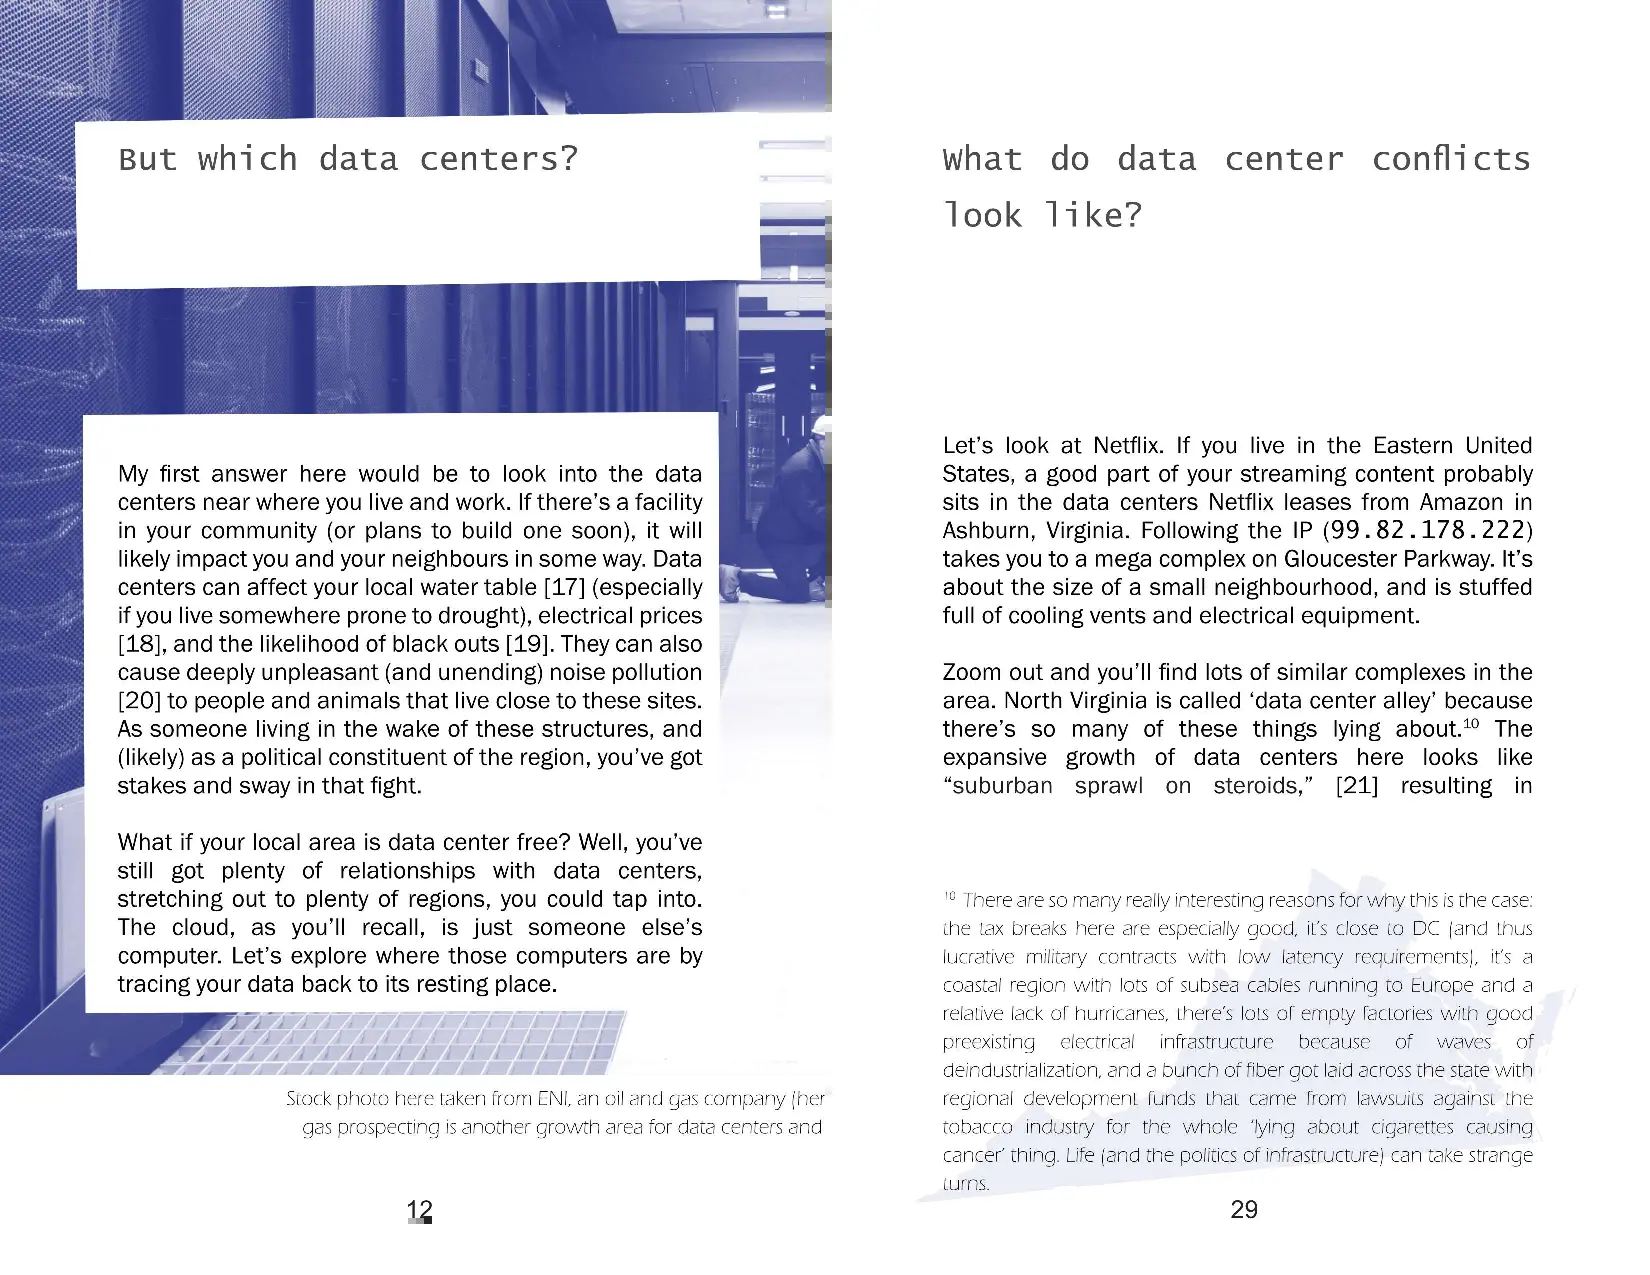 But which data centers?
My first answer here would be to look into the data
centers near where you live and work. If there’s a facility
in your community (or plans to build one soon), it will
likely impact you and your neighbours in some way. Data
centers can affect your local water table [17] (especially
if you live somewhere prone to drought), electrical prices
[18], and the likelihood of black outs [19]. They can also
cause deeply unpleasant (and unending) noise pollution
[20] to people and animals that live close to these sites.
As someone living in the wake of these structures, and
(likely) as a political constituent of the region, you’ve got
stakes and sway in that fight.
What if your local area is data center free? Well, you’ve
still got plenty of relationships with data centers,
stretching out to plenty of regions, you could tap into.
The cloud, as you’ll recall, is just someone else’s
computer. Let’s explore where those computers are by
tracing your data back to its resting place.
Stock photo here taken from ENI, an oil and gas company (her
gas prospecting is another growth area for data centers and
12
What do data center conflicts
look like?
Let’s look at Netflix. If you live in the Eastern United
States, a good part of your streaming content probably
sits in the data centers Netflix leases from Amazon in
Ashburn, Virginia. Following the IP (99.82.178.222)
takes you to a mega complex on Gloucester Parkway. It’s
about the size of a small neighbourhood, and is stuffed
full of cooling vents and electrical equipment.
Zoom out and you’ll find lots of similar complexes in the
area. North Virginia is called ‘data center alley’ because
there’s so many of these things lying about.¹⁰ The
expansive growth of data centers here looks like
“suburban sprawl on steroids,” [21] resulting in
¹⁰ There are so many really interesting reasons for why this is the case:
the tax breaks here are especially good, it’s close to DC (and thus
lucrative military contracts with low latency requirements), it’s a
coastal region with lots of subsea cables running to Europe and a
relative lack of hurricanes, there’s lots of empty factories with good
preexisting electrical infrastructure because of waves of
deindustrialization, and a bunch of fiber got laid across the state with
regional development funds that came from lawsuits against the
tobacco industry for the whole ‘lying about cigarettes causing
cancer’ thing. Life (and the politics of infrastructure) can take strange
turns.
29